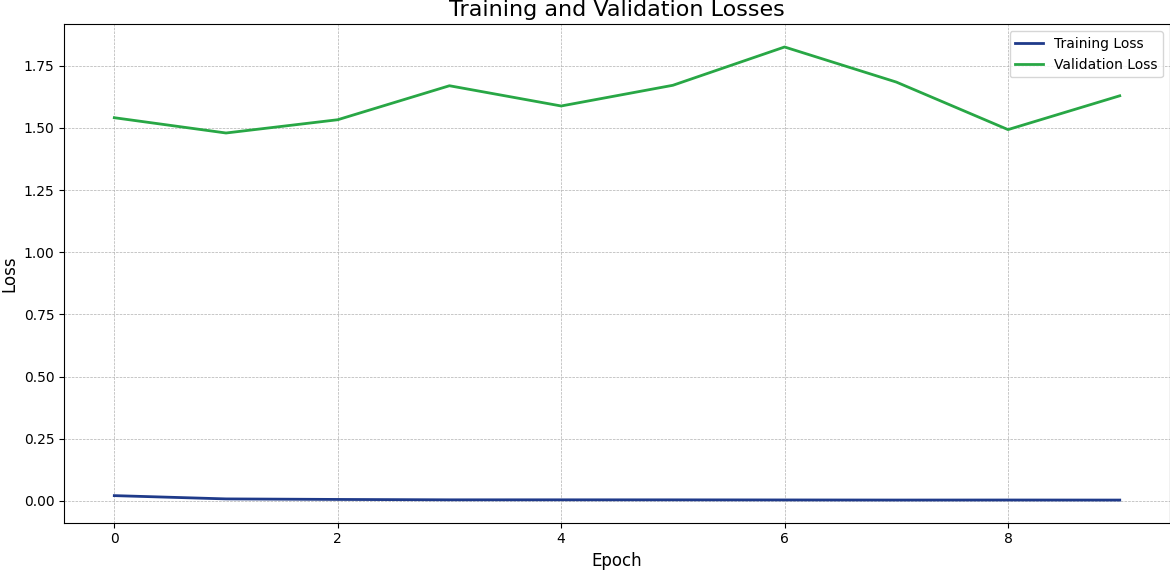 Training and Validation Losses
Training Loss
Validation Loss
1.75
1.50
1.25
1.00
0.75
0.50
0.25
0.00
Loss
0 2 4 6 8
Epoch